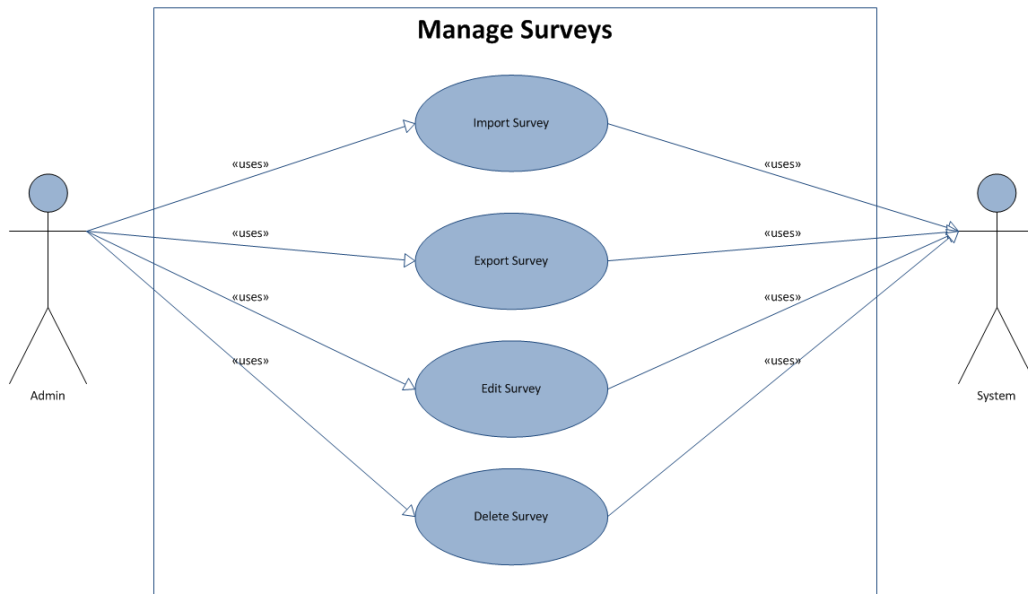 Manage Surveys
Import Survey
«uses»
«uses»
«uses»
Export Survey
«uses»
«uses»
Edit Survey
«uses»
«uses»
«uses»
Admin
System
Delete Survey